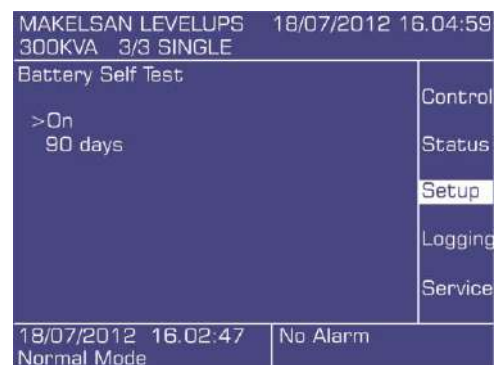 MAKELSAN LEVELUPS 18/07/2012 16.04:59
300KVA 3/3 SINGLE
Battery Self Test
>On
90 days
Control
Status
Setup
Logging
Service
18/07/2012 16.02:47 No Alarm
Normal Mode